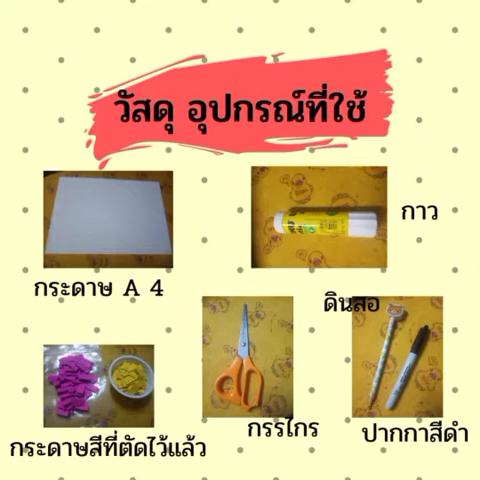 วัสดุ อุปกรณ์ที่ใช้
กระดาษ A 4
กาว
ดินสอ
กระดาษสีที่ตัดไว้แล้ว
กรรไกร
ปากกาสีดำ